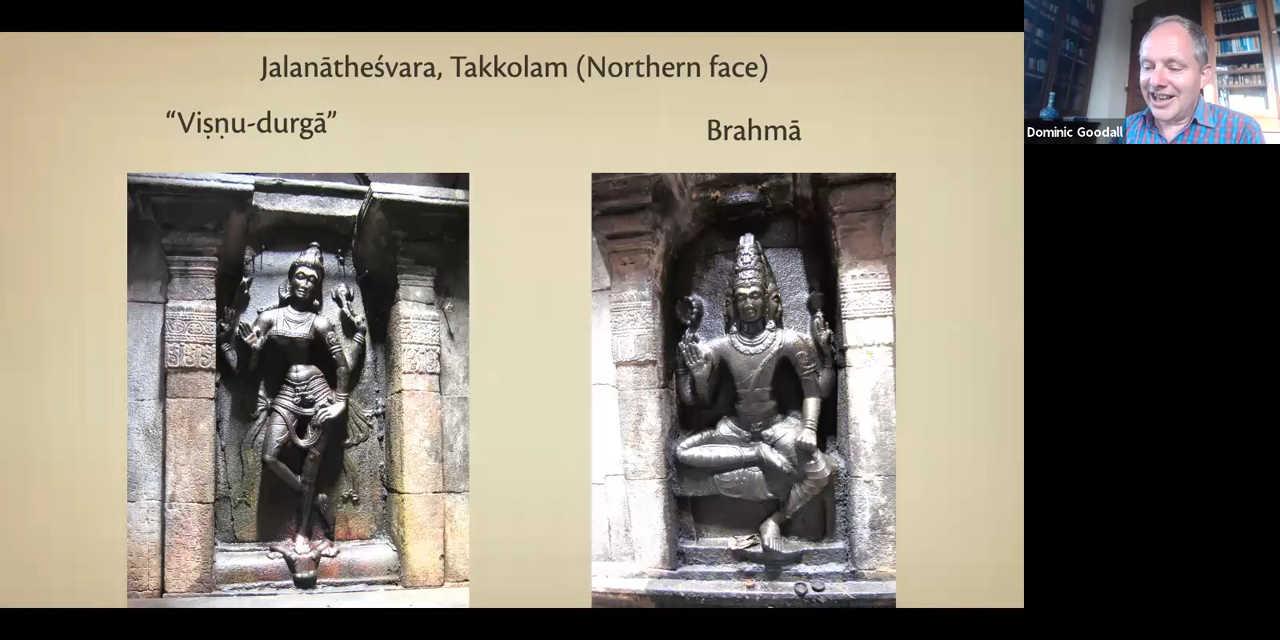 Jalanātheśvara, Takkolam (Northern face)
“Viṣṇu-durgā”
Brahmā
Dominic Goodall